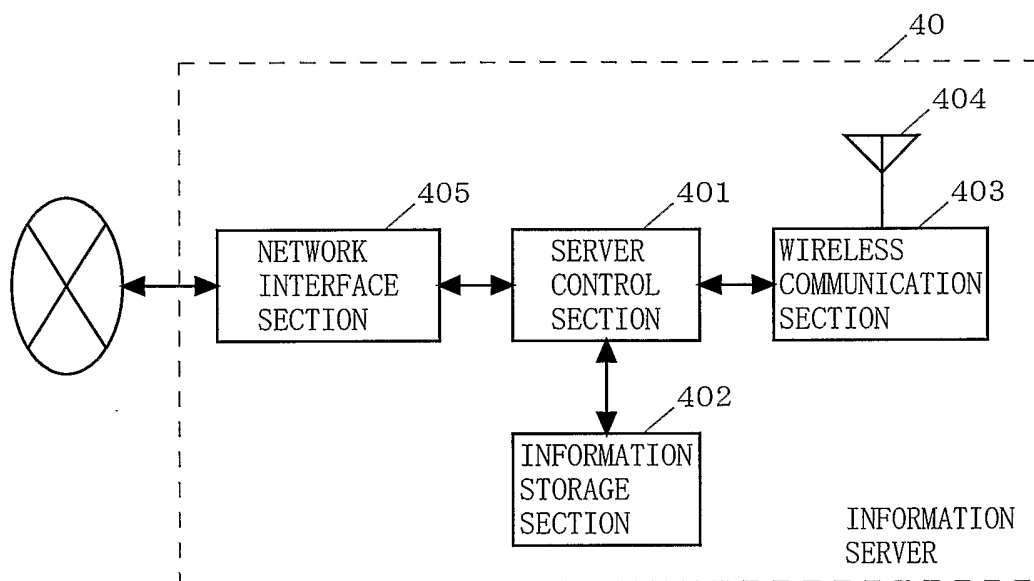 40
404
405
401
403
NETWORK
INTERFACE
SECTION
SERVER
CONTROL
SECTION
WIRELESS
COMMUNICATION
SECTION
402
INFORMATION
STORAGE
SECTION
INFORMATION
SERVER